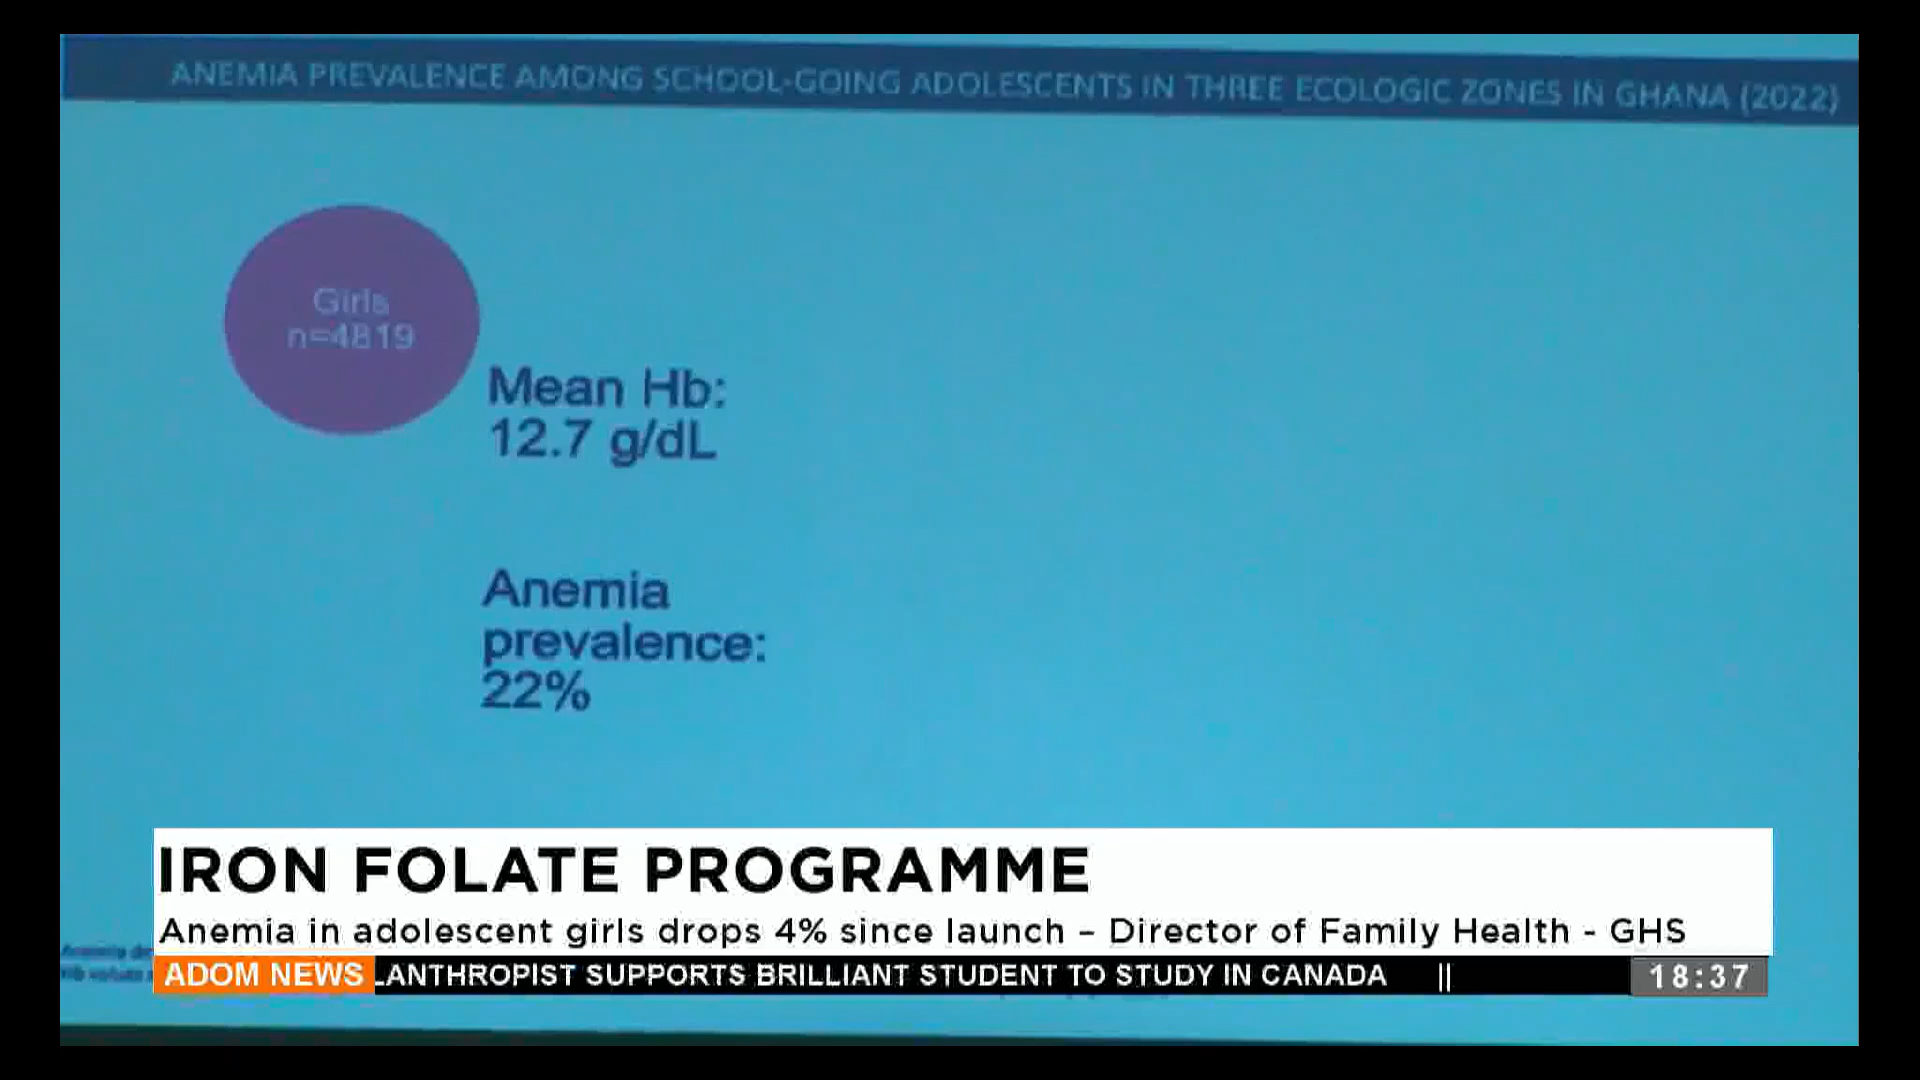 ANEMIA PREVALENCE AMONG SCHOOL-GOING ADOLESCENTS IN THREE ECOLOGIC ZONES IN GHANA (2022)
Girls
n=4819
Mean Hb:
12.7 g/dL
Anemia
prevalence:
22%
IRON FOLATE PROGRAMME
Anemia in adolescent girls drops 4% since launch – Director of Family Health - GHS
ADOM NEWS
ANTHROPIST SUPPORTS BRILLIANT STUDENT TO STUDY IN CANADA ||
18:37